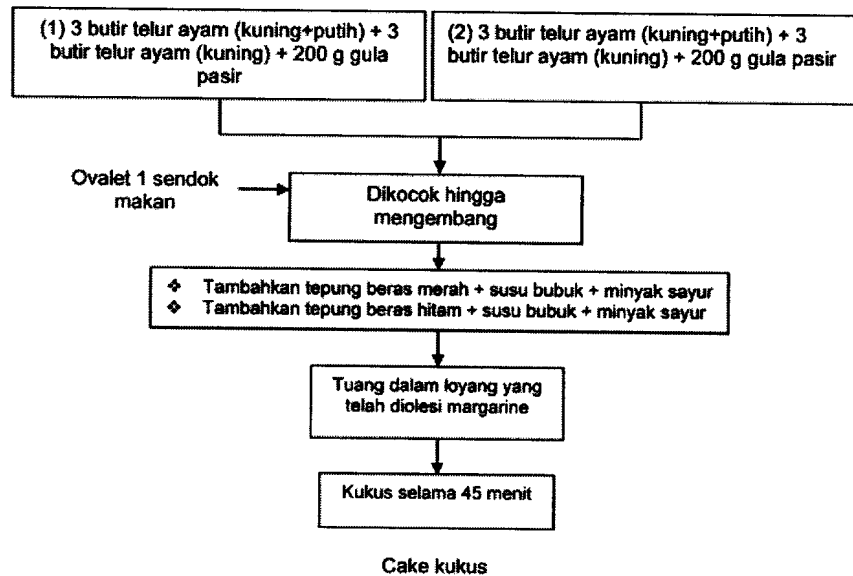 (1) 3 butir telur ayam (kuning+putih) + 3
butir telur ayam (kuning) + 200 g gula
pasir
(2) 3 butir telur ayam (kuning+putih) + 3
butir telur ayam (kuning) + 200 g gula pasir
Ovalet 1 sendok
makan
Dikocok hingga
mengembang
❖ Tambahkan tepung beras merah + susu bubuk + minyak sayur
❖ Tambahkan tepung beras hitam + susu bubuk + minyak sayur
Tuang dalam loyang yang
telah diolesi margarine
Kukus selama 45 menit
Cake kukus